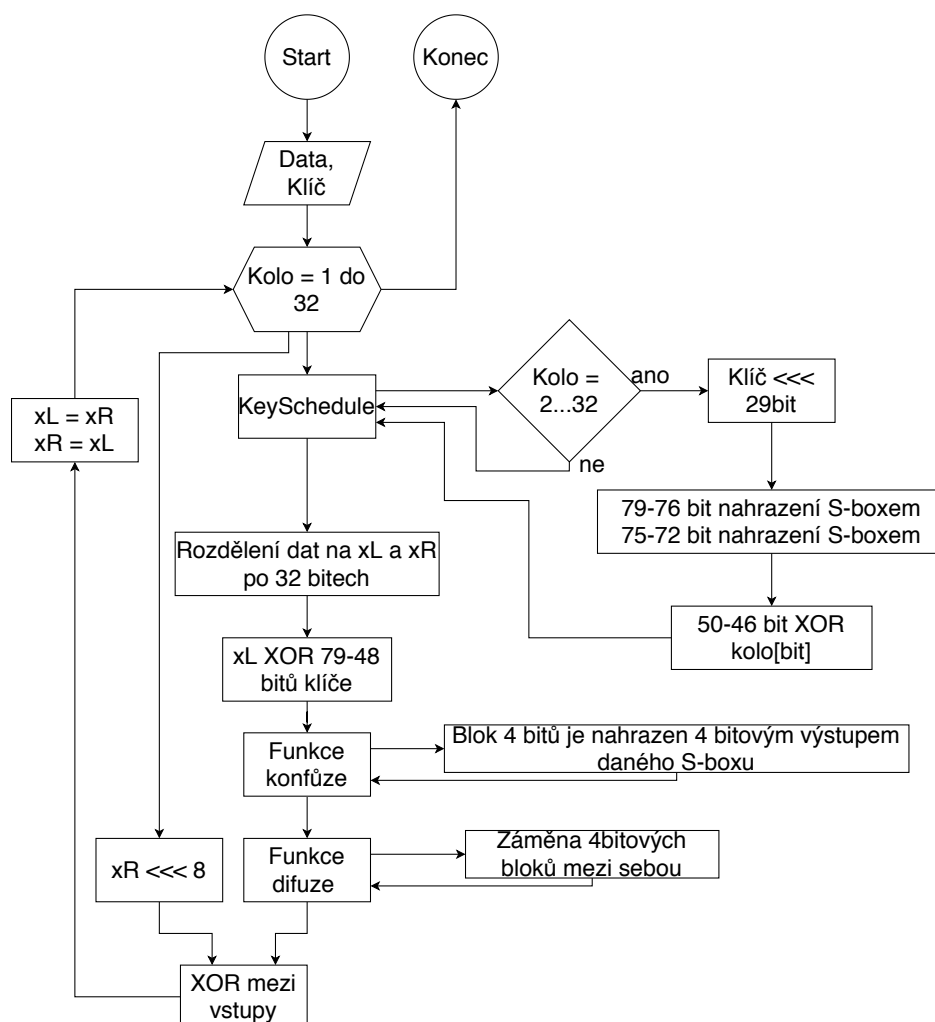 Start
Konec
Data,
Klíč
Kolo = 1 do
32
KeySchedule
Kolo =
2...32
ano
ne
Klíč <<<
29bit
79-76 bit nahrazení S-boxem
75-72 bit nahrazení S-boxem
50-46 bit XOR
kolo[bit]
xL = xR
xR = xL
Rozdělení dat na xL a xR
po 32 bitech
xL XOR 79-48
bitů klíče
Funkce
konfůze
Blok 4 bitů je nahrazen 4 bitovým výstupem
daného S-boxu
Funkce
difuze
Záměna 4bitových
bloků mezi sebou
xR <<< 8
XOR mezi
vstupy